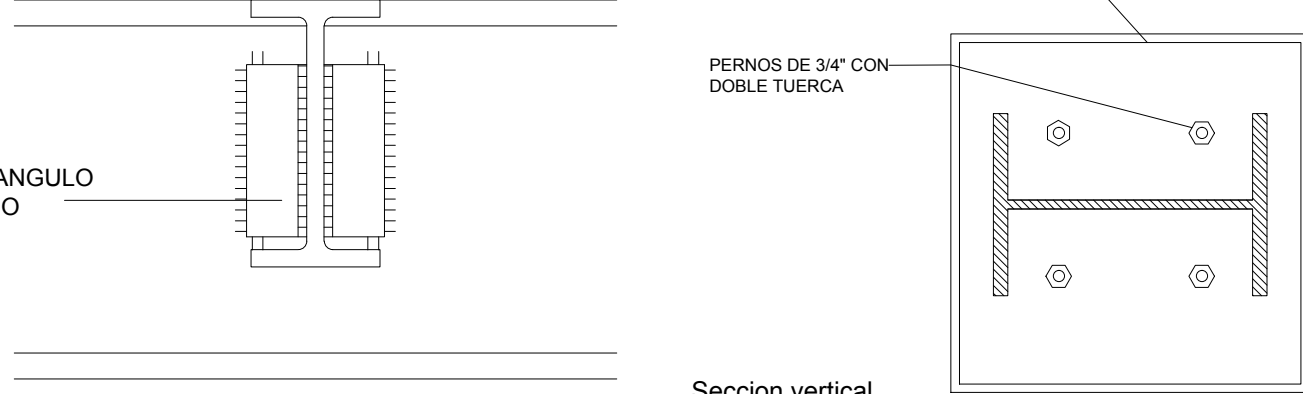 PERNOS DE 3/4" CON
DOBLE TUERCA
ANGULO
O
Seccion vertical